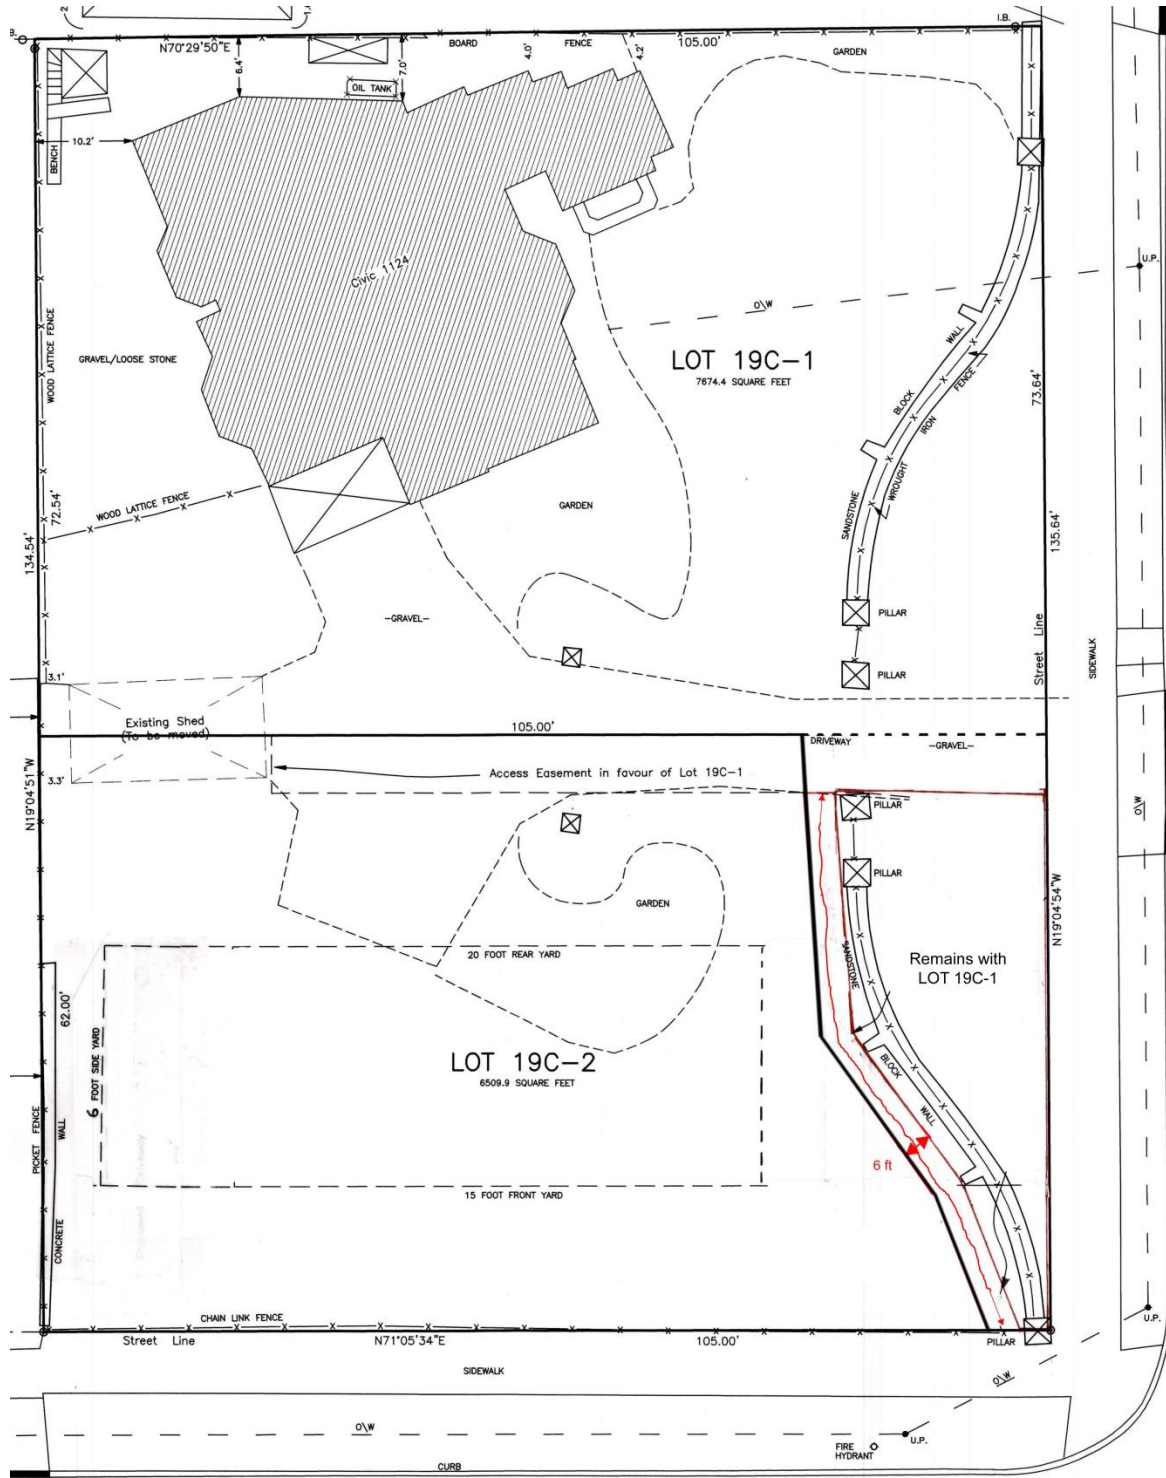 I.B.
B.
N70°29'50"E
BOARD
FENCE
105.00'
GARDEN
6.4'
7.0'
4.0'
4.2'
OIL TANK
10.2'
BENCH
U.P.
Civic 1124
O\W
WOOD LATTICE FENCE
GRAVEL/LOOSE STONE
LOT 19C-1
7674.4 SQUARE FEET
WALL
FENCE
BLOCK
IRON
73.64'
WROUGHT
SANDSTONE
WOOD LATTICE FENCE
72.54'
GARDEN
134.54'
135.64'
-GRAVEL-
PILLAR
Street Line
SIDEWALK
PILLAR
3.1'
Existing Shed
(To be moved)
105.00'
DRIVEWAY
-GRAVEL-
3.3'
Access Easement in favour of Lot 19C-1
N19°04'51"W
PILLAR
O\W
PILLAR
GARDEN
N19°04'54"W
20 FOOT REAR YARD
SANDSTONE
Remains with
LOT 19C-1
62.00'
LOT 19C-2
6509.9 SQUARE FEET
6 FOOT SIDE YARD
BLOCK
WALL
PICKET FENCE
WALL
6 ft
15 FOOT FRONT YARD
CONCRETE
CHAIN LINK FENCE
Street Line
N71°05'34"E
105.00'
PILLAR
U.P.
SIDEWALK
O\W
O\W
U.P.
FIRE
HYDRANT
CURB